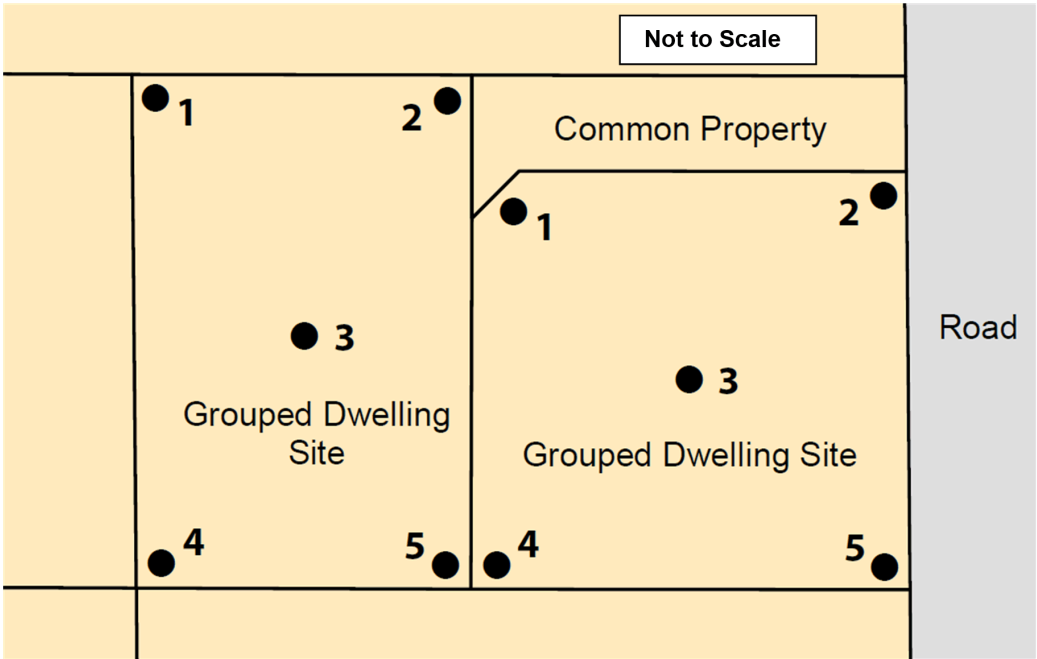 Not to Scale
1
2
Common Property
1
2
3
Road
3
Grouped Dwelling
Site
Grouped Dwelling Site
4
5
4
5